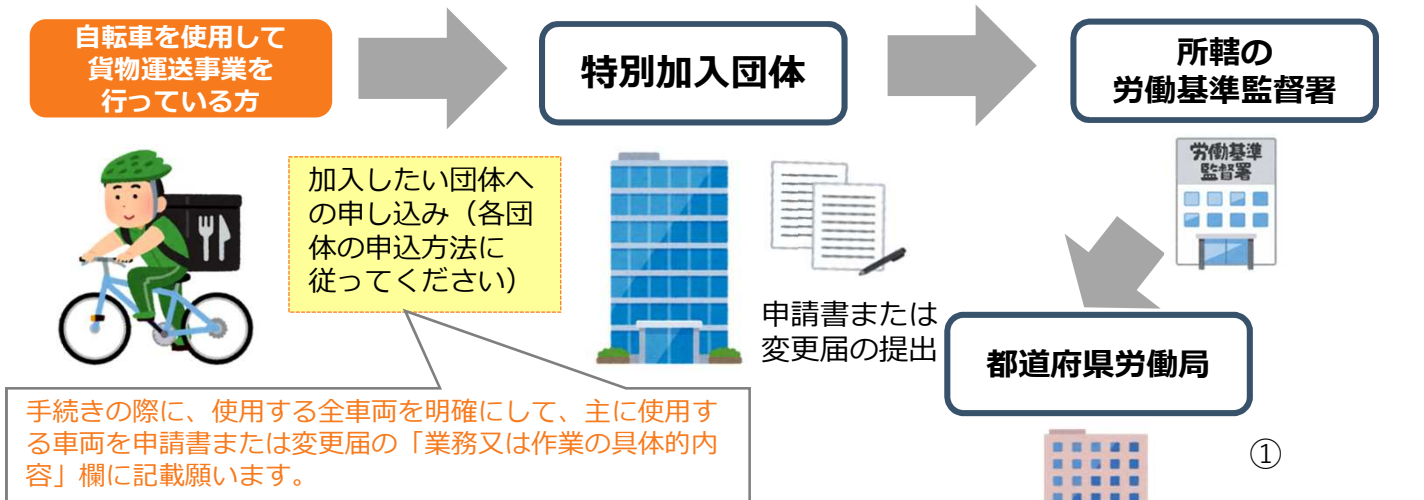 自転車を使用して
貨物運送事業を
行っている方
特別加入団体
所轄の
労働基準監督署
加入したい団体へ
の申し込み（各団
体の申込方法に
従ってください）
労働基準
監督署
申請書または
変更届の提出
都道府県労働局
手続きの際に、使用する全車両を明確にして、主に使用す
る車両を申請書または変更届の「業務又は作業の具体的内
容」欄に記載願います。
①